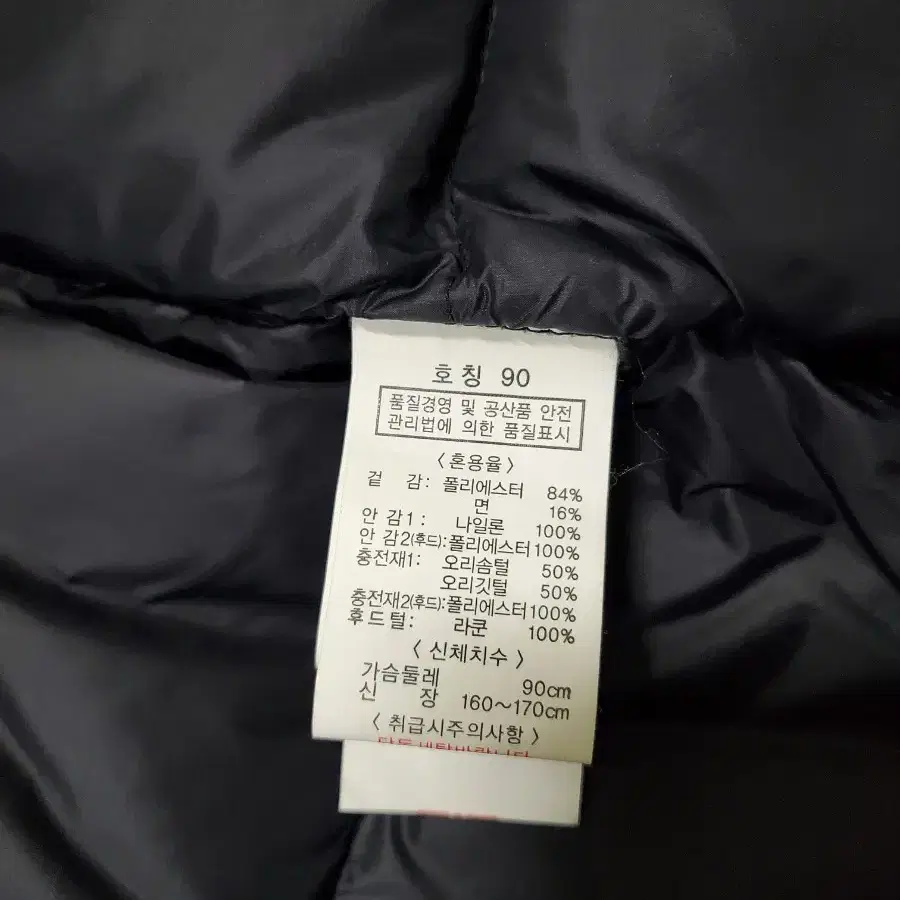 호칭 90
품질경영 및 공산품 안전
관리법에 의한 품질표시
〈혼용율〉
겉 감: 폴리에스터 84%
면 16%
안 감1: 나일론 100%
안 감2(후드):폴리에스터 100%
충전재1: 오리솜털 50%
오리깃털 50%
충전재2(후드):폴리에스터 100%
후드털: 라쿤 100%
〈 신체치수 〉
가슴둘레 90cm
신 장 160~170cm
〈 취급시주의사항 〉